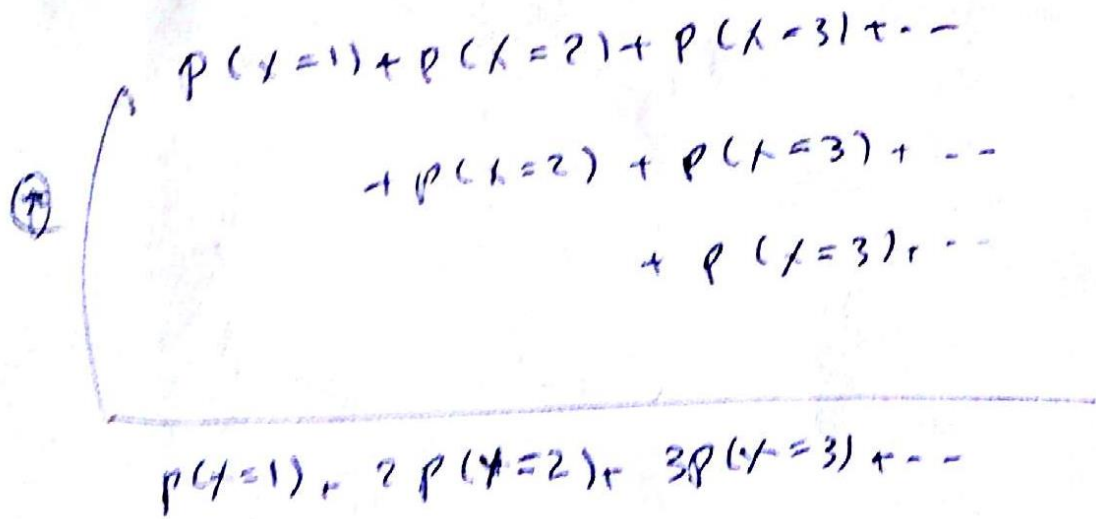 P(X=1) + P(X=2) + P(X=3) + --
+ P(X=2) + P(X=3) + --
+ P(X=3) + --
P(X=1) + 2P(X=2) + 3P(X=3) + --